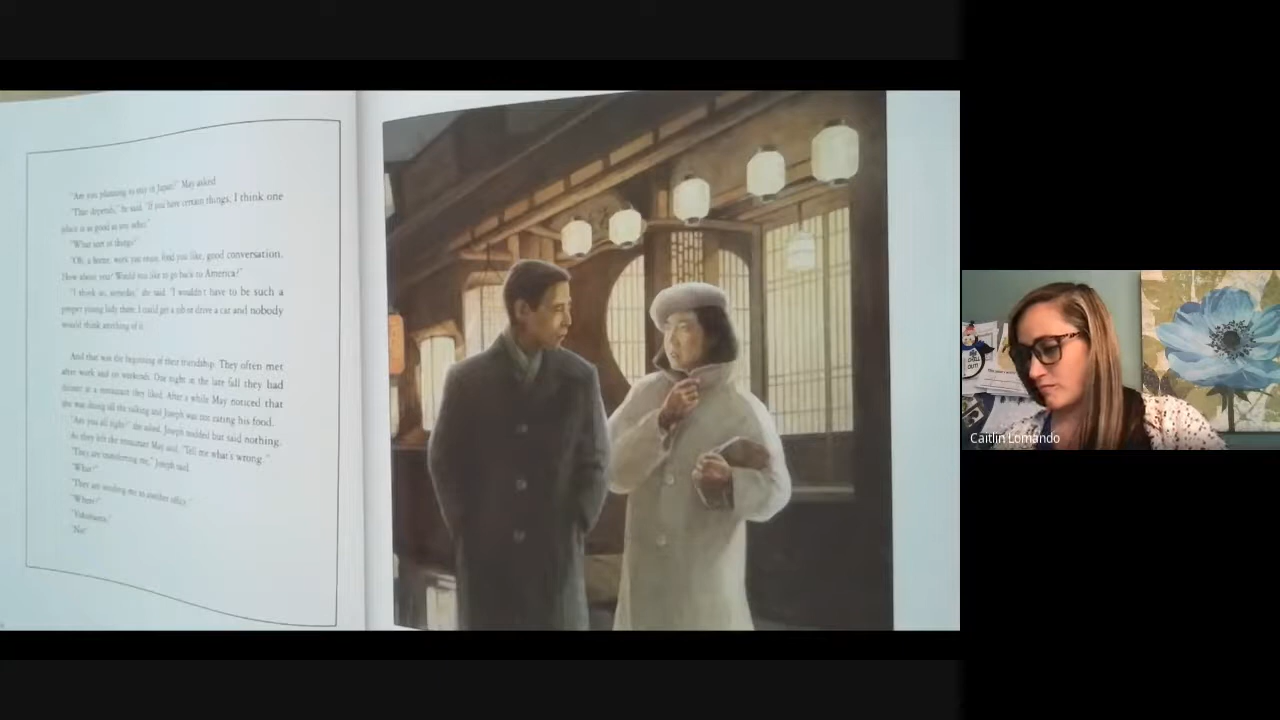 "Are you planning to stay in Japan?" May asked.
"That depends," he said. "If you have certain things, I think one
place is as good as any other."
"What sort of things?"
"Oh, a home, work you enjoy, food you like, good conversation.
How about you? Would you like to go back to America?"
"I think so, someday," she said. "I wouldn't have to be such a
proper young lady there. I could get a job or drive a car and nobody
would think anything of it.
And that was the beginning of their friendship. They often met
after work and on weekends. One night in the late fall they had
dinner at a restaurant they liked. After a while May noticed that
she was doing all the talking and Joseph was not eating his food.
"Are you all right?" she asked. Joseph nodded but said nothing.
As they left the restaurant May said, "Tell me what's wrong."
"They are transferring me," Joseph said.
"What?"
"They are sending me to another office."
"Where?"
"Yokohama."
"No!"
CHILL
OUT!
Caitlin Lomando